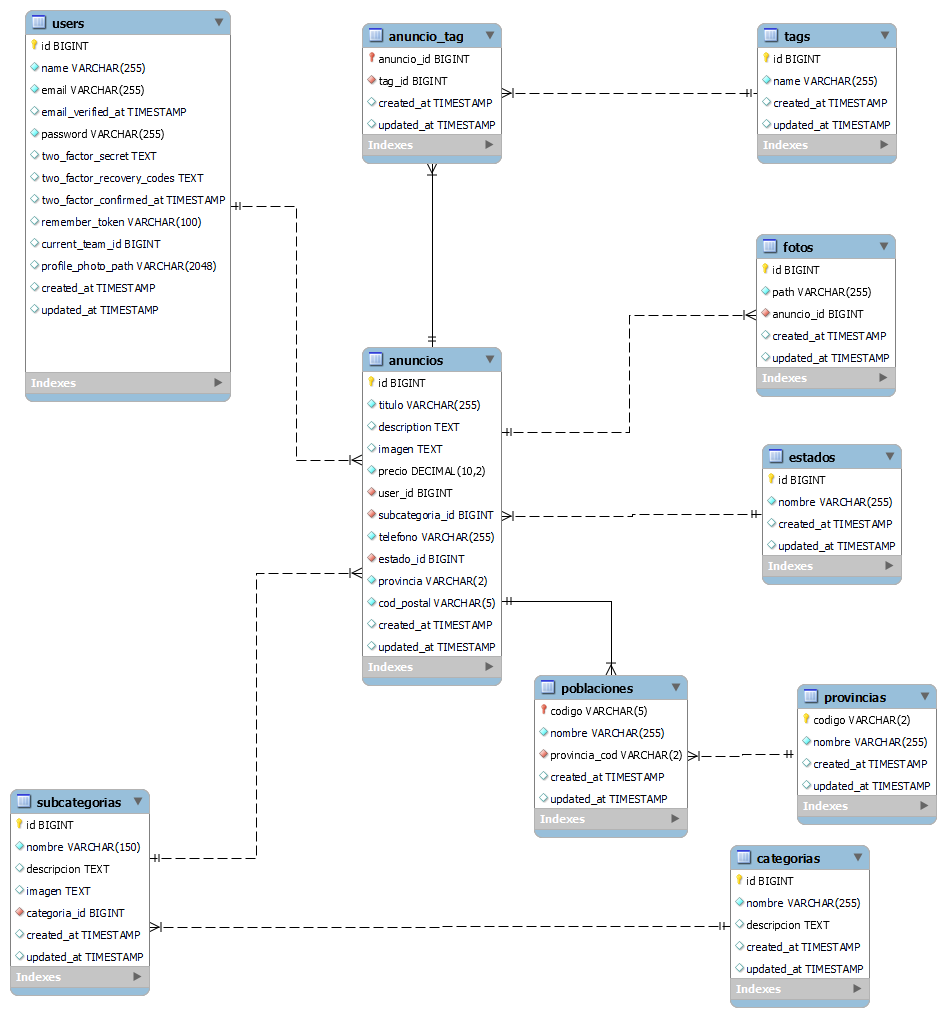 users
id BIGINT
name VARCHAR(255)
email VARCHAR(255)
email_verified_at TIMESTAMP
password VARCHAR(255)
two_factor_secret TEXT
two_factor_recovery_codes TEXT
two_factor_confirmed_at TIMESTAMP
remember_token VARCHAR(100)
current_team_id BIGINT
profile_photo_path VARCHAR(2048)
created_at TIMESTAMP
updated_at TIMESTAMP
Indexes
anuncio_tag
anuncio_id BIGINT
tag_id BIGINT
created_at TIMESTAMP
updated_at TIMESTAMP
Indexes
tags
id BIGINT
name VARCHAR(255)
created_at TIMESTAMP
updated_at TIMESTAMP
Indexes
fotos
id BIGINT
path VARCHAR(255)
anuncio_id BIGINT
created_at TIMESTAMP
updated_at TIMESTAMP
Indexes
anuncios
id BIGINT
titulo VARCHAR(255)
description TEXT
imagen TEXT
precio DECIMAL(10,2)
user_id BIGINT
subcategoria_id BIGINT
telefono VARCHAR(255)
estado_id BIGINT
provincia VARCHAR(2)
cod_postal VARCHAR(5)
created_at TIMESTAMP
updated_at TIMESTAMP
Indexes
estados
id BIGINT
nombre VARCHAR(255)
created_at TIMESTAMP
updated_at TIMESTAMP
Indexes
poblaciones
codigo VARCHAR(5)
nombre VARCHAR(255)
provincia_cod VARCHAR(2)
created_at TIMESTAMP
updated_at TIMESTAMP
Indexes
provincias
codigo VARCHAR(2)
nombre VARCHAR(255)
created_at TIMESTAMP
updated_at TIMESTAMP
Indexes
subcategorias
id BIGINT
nombre VARCHAR(150)
descripcion TEXT
imagen TEXT
categoria_id BIGINT
created_at TIMESTAMP
updated_at TIMESTAMP
Indexes
categorias
id BIGINT
nombre VARCHAR(255)
descripcion TEXT
created_at TIMESTAMP
updated_at TIMESTAMP
Indexes